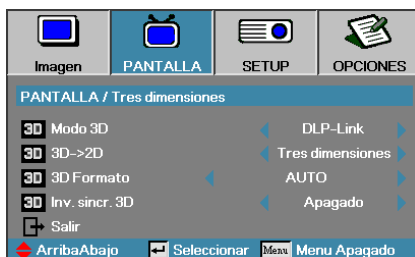 Imagen PANTALLA SETUP OPCIONES
PANTALLA / Tres dimensiones
3D Modo 3D DLP-Link
3D 3D->2D Tres dimensiones
3D 3D Formato AUTO
3D Inv. sincr. 3D Apagado
Salir
ArribaAbajo Seleccionar Menu Menu Apagado